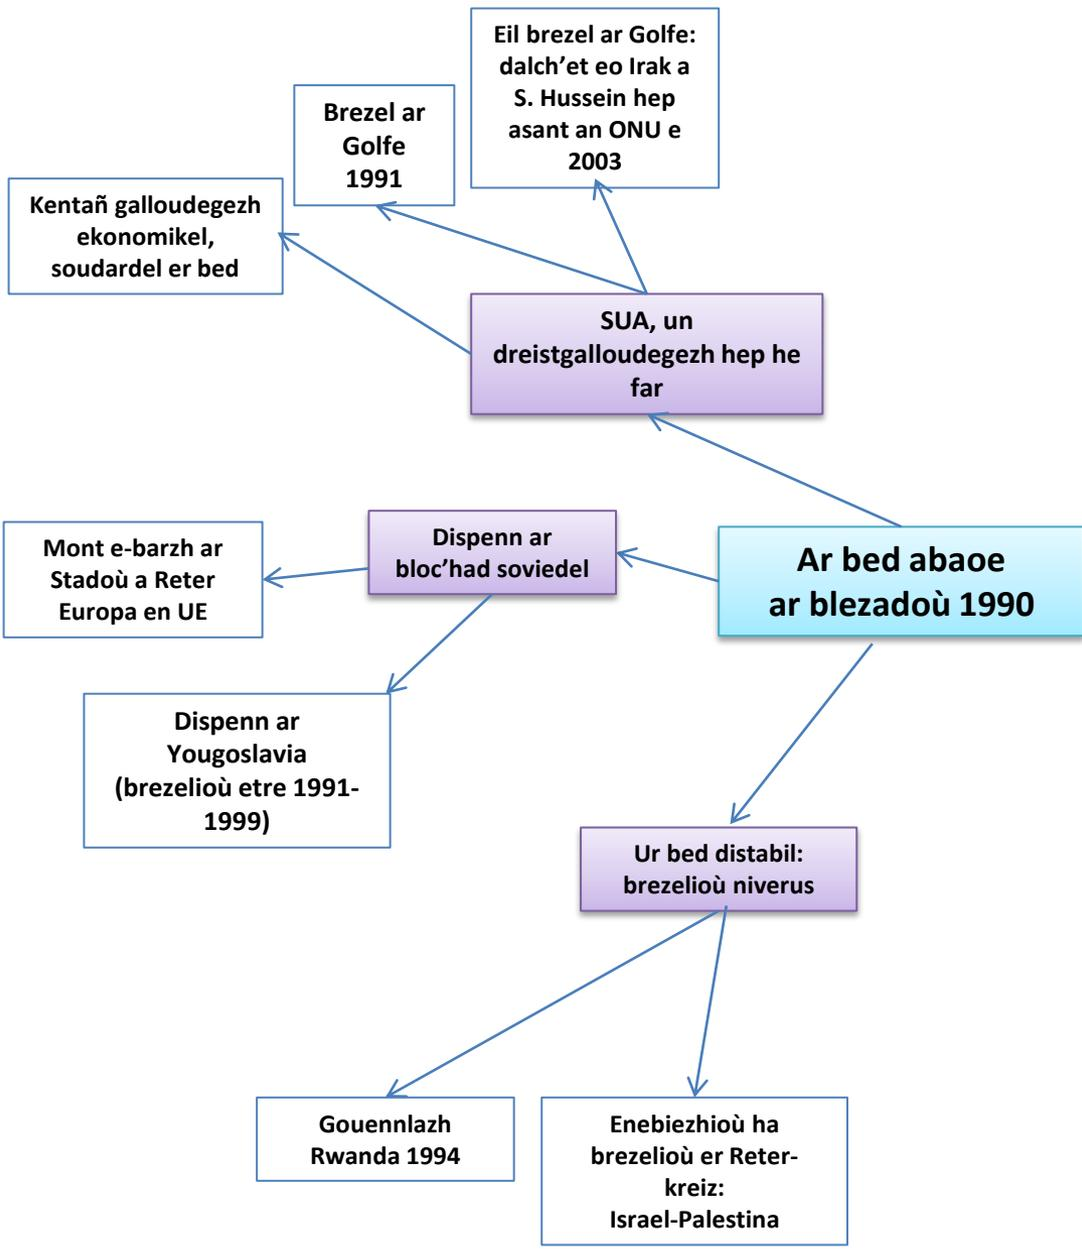 Eil brezel ar Golfe:
dalch'et eo Irak a
S. Hussein hep
asant an ONU e
2003
Brezel ar
Golfe
1991
Kentañ galloudegezh
ekonomikel,
soudardel er bed
SUA, un
dreistgalloudegezh hep he
far
Dispenn ar
bloc'had soviedel
Mont e-barzh ar
Stadoù a Reter
Europa en UE
Ar bed abaoe
ar blezadoù 1990
Dispenn ar
Yougoslavia
(brezelioù etre 1991-
1999)
Ur bed distabil:
brezelioù niverus
Gouennlazh
Rwanda 1994
Enebiezhioù ha
brezelioù er Reter-
kreiz:
Israel-Palestina